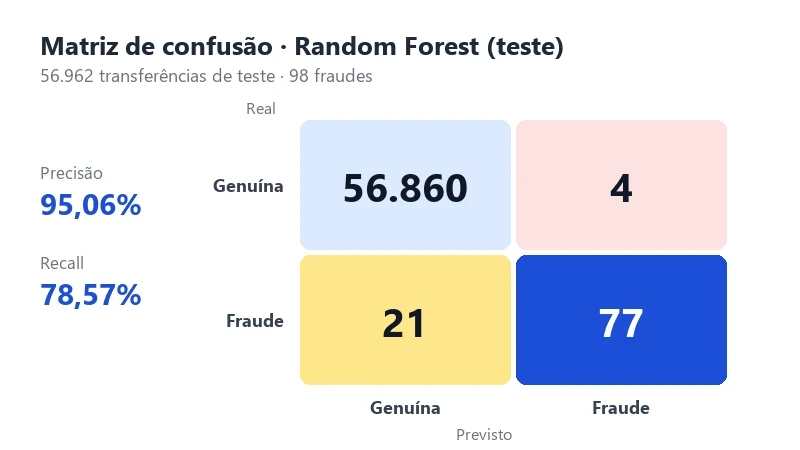 Matriz de confusão · Random Forest (teste)
56.962 transferências de teste · 98 fraudes
Real
Precisão
95,06%
Recall
78,57%
Genuína
56.860
4
Fraude
21
77
Genuína
Fraude
Previsto